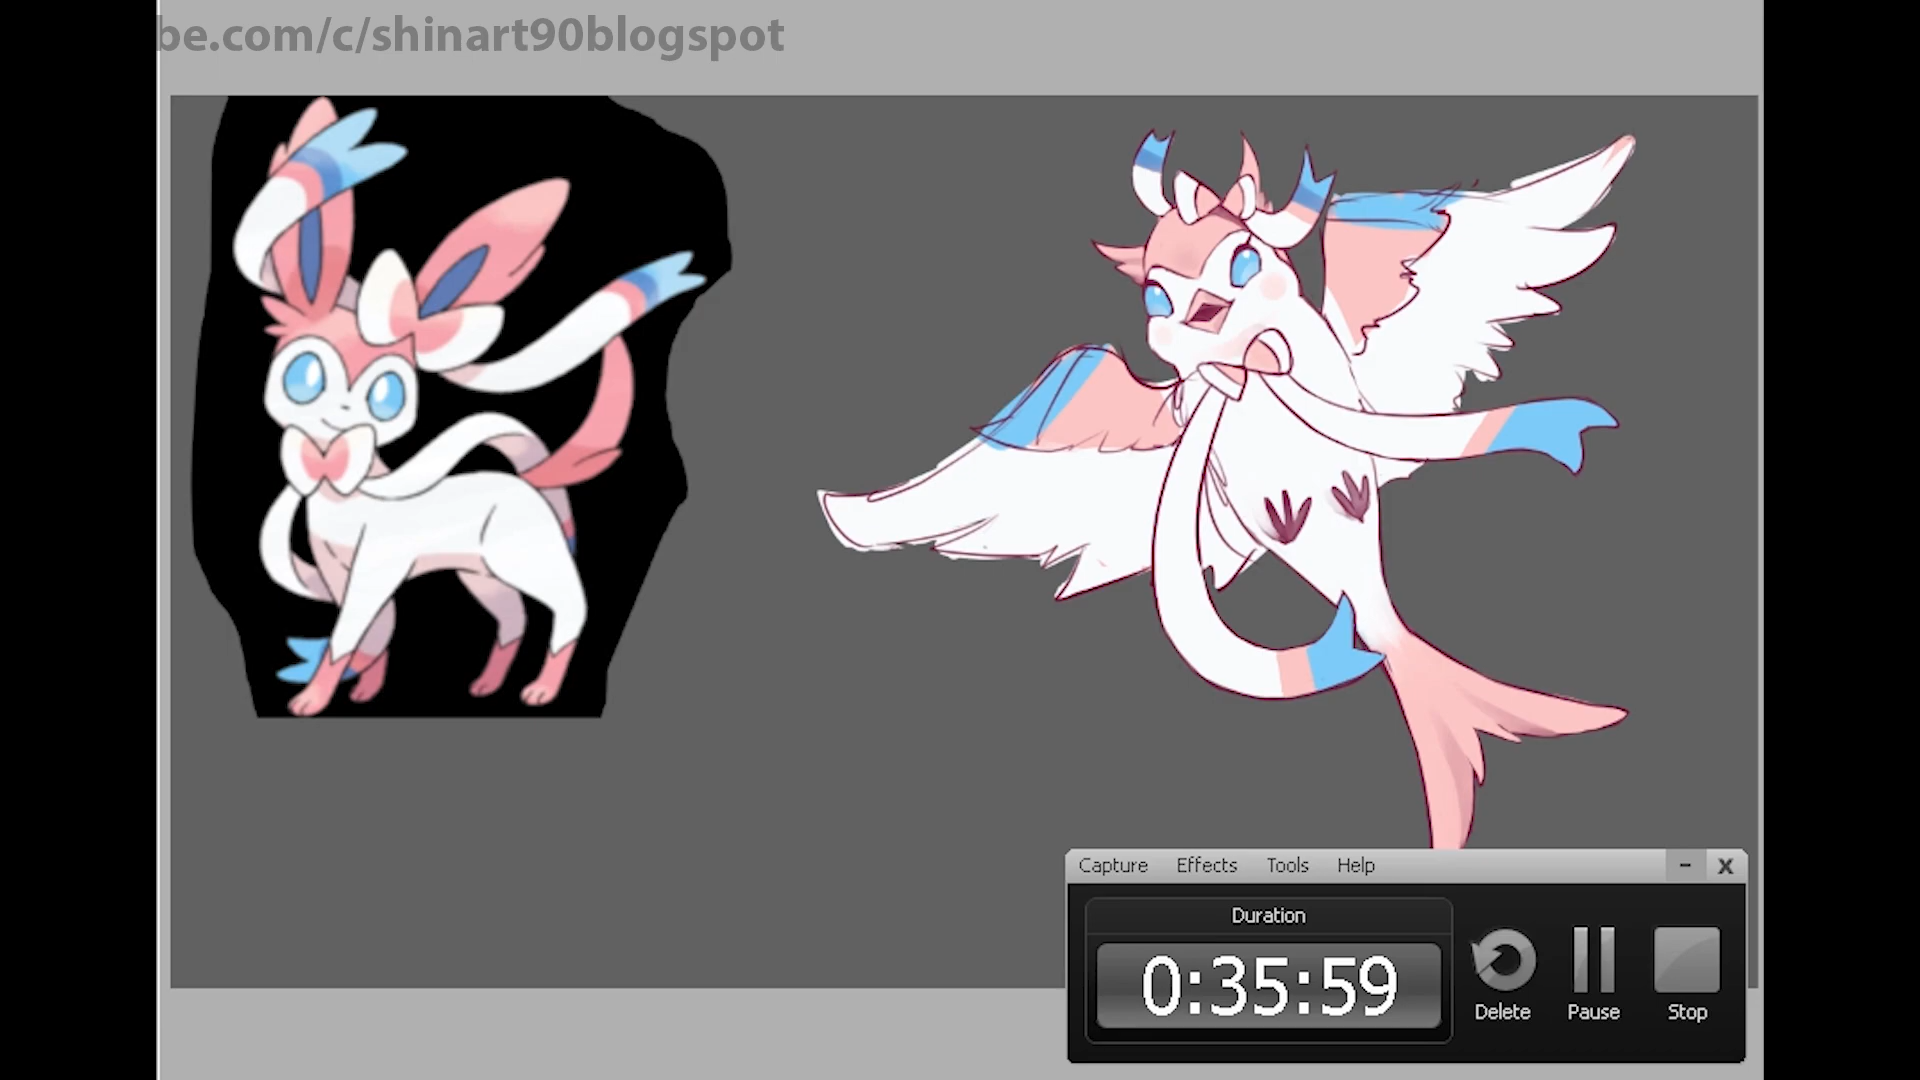 be.com/c/shinart90blogspot
Capture Effects Tools Help
Duration
0:35:59
Delete Pause Stop